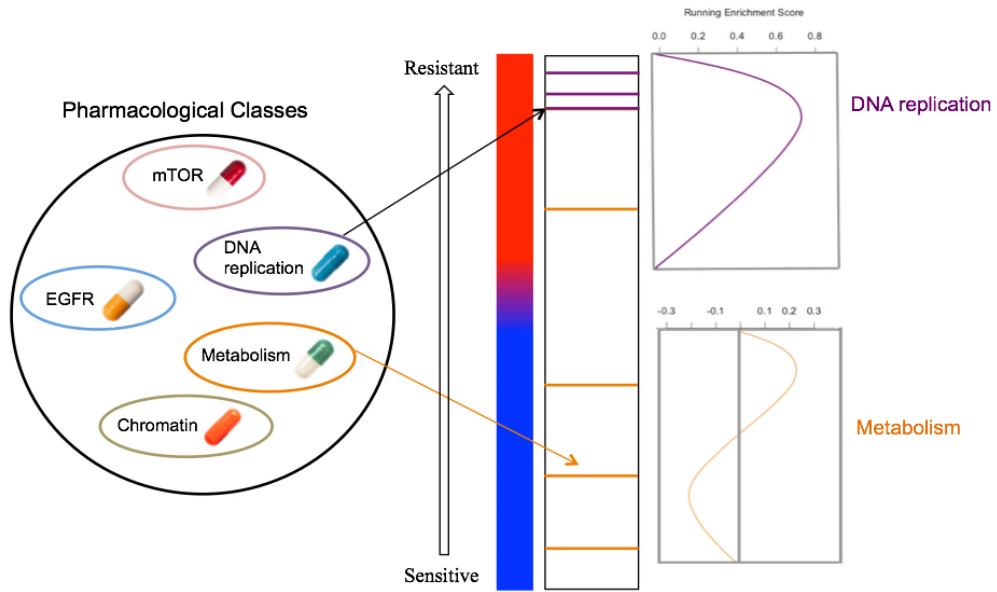 Pharmacological Classes
mTOR
DNA
replication
EGFR
Metabolism
Chromatin
Resistant
Sensitive
Running Enrichment Score
0.0 0.2 0.4 0.6 0.8
DNA replication
-0.3 -0.1 0 0.1 0.2 0.3
Metabolism